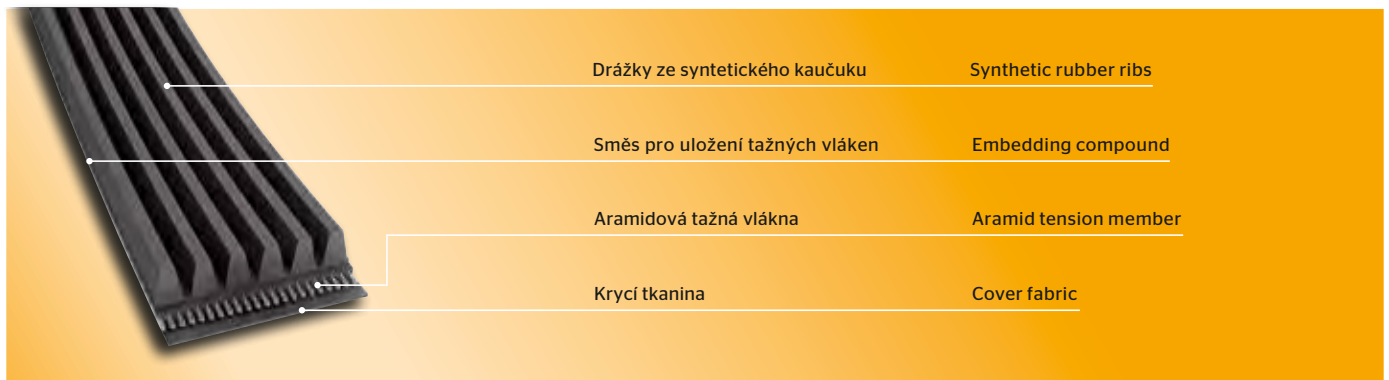 Drážky ze syntetického kaučuku Synthetic rubber ribs
Směs pro uložení tažných vláken Embedding compound
Aramidová tažná vlákna Aramid tension member
Krycí tkanina Cover fabric